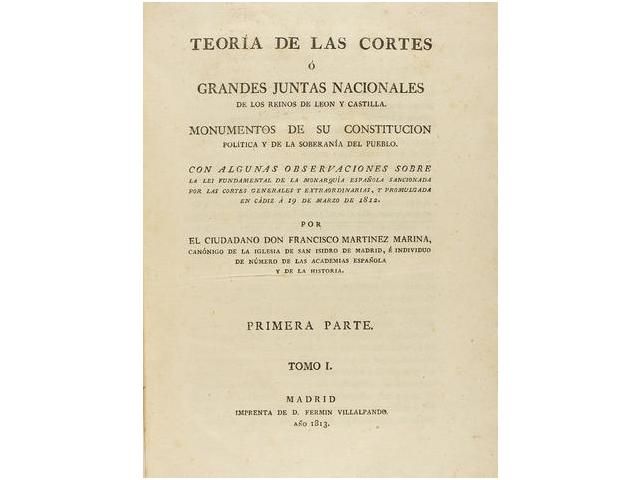 TEORÍA DE LAS CORTES
Ó
GRANDES JUNTAS NACIONALES
DE LOS REINOS DE LEON Y CASTILLA.
MONUMENTOS DE SU CONSTITUCION
POLÍTICA Y DE LA SOBERANÍA DEL PUEBLO.
CON ALGUNAS OBSERVACIONES SOBRE
LA LEI FUNDAMENTAL DE LA MONARQUÍA ESPAÑOLA SANCIONADA
POR LAS CORTES GENERALES Y EXTRAORDINARIAS, Y PROMULGADA
EN CÁDIZ Á 19 DE MARZO DE 1812.
POR
EL CIUDADANO DON FRANCISCO MARTINEZ MARINA,
CANÓNIGO DE LA IGLESIA DE SAN ISIDRO DE MADRID, É INDIVIDUO
DE NÚMERO DE LAS ACADEMIAS ESPAÑOLA
Y DE LA HISTORIA.
PRIMERA PARTE.
TOMO I.
MADRID
IMPRENTA DE D. FERMIN VILLALPANDO.
AÑO 1813.